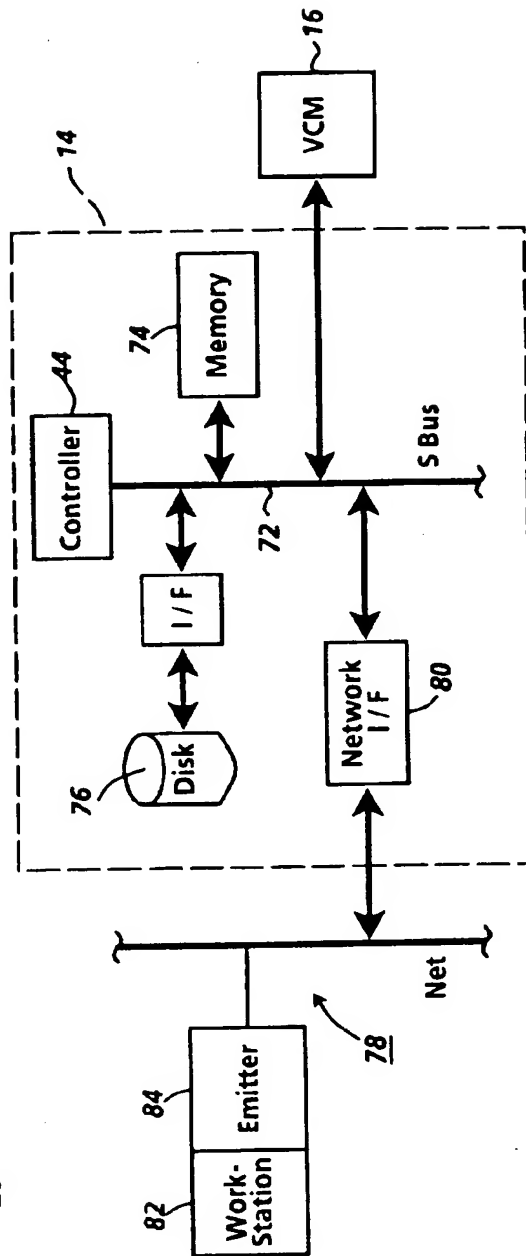 14
44
Controller
74
Memory
16
VCM
76
Disk
I / F
72
S Bus
82
84
Work-
Station
Emitter
78
Net
Network
I / F
80